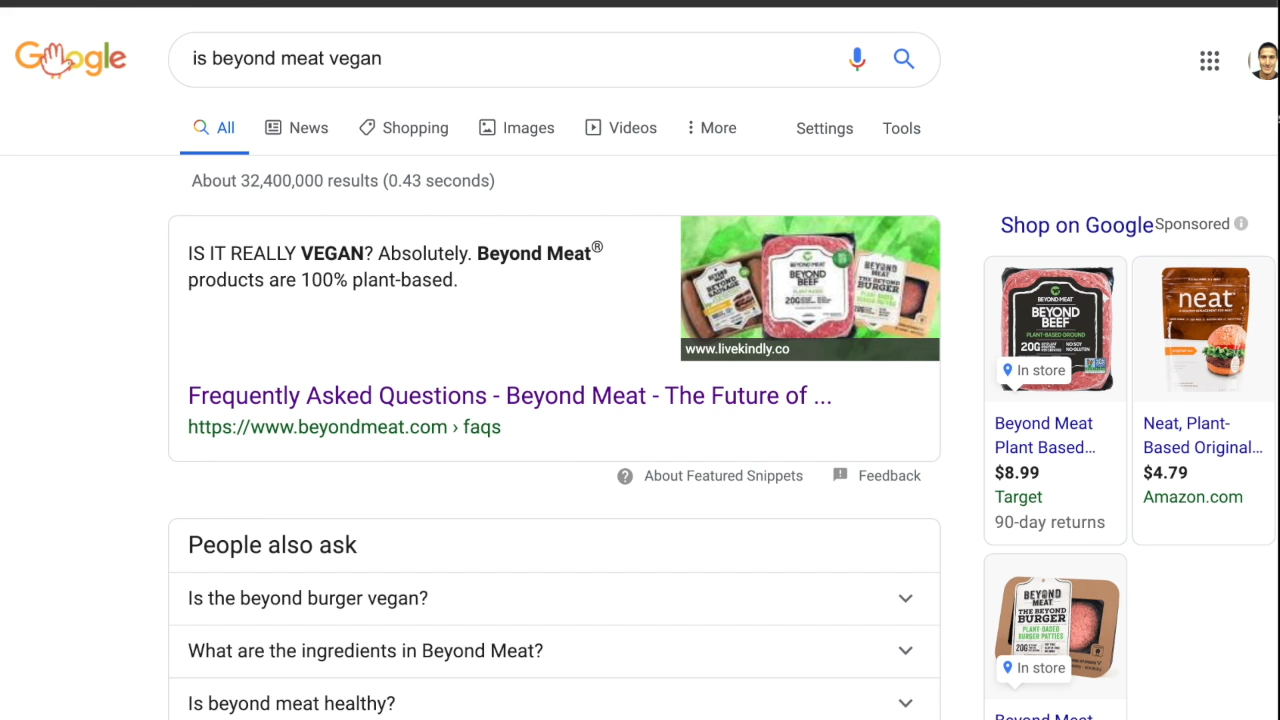 Google
is beyond meat vegan
All
News
Shopping
Images
Videos
More
Settings
Tools
About 32,400,000 results (0.43 seconds)
IS IT REALLY VEGAN? Absolutely. Beyond Meat®
products are 100% plant-based.
www.livekindly.co
Frequently Asked Questions - Beyond Meat - The Future of ...
https://www.beyondmeat.com › faqs
About Featured Snippets
Feedback
People also ask
Is the beyond burger vegan?
What are the ingredients in Beyond Meat?
Is beyond meat healthy?
Shop on Google Sponsored
BEYOND MEAT
BEYOND
BEEF
PLANT-BASED GROUND
20G
In store
Beyond Meat
Plant Based...
$8.99
Target
90-day returns
neat
Neat, Plant-
Based Original...
$4.79
Amazon.com
BEYOND
MEAT
THE BEYOND
BURGER
PLANT-BASED
BURGER PATTIES
20G
In store
Beyond Meat